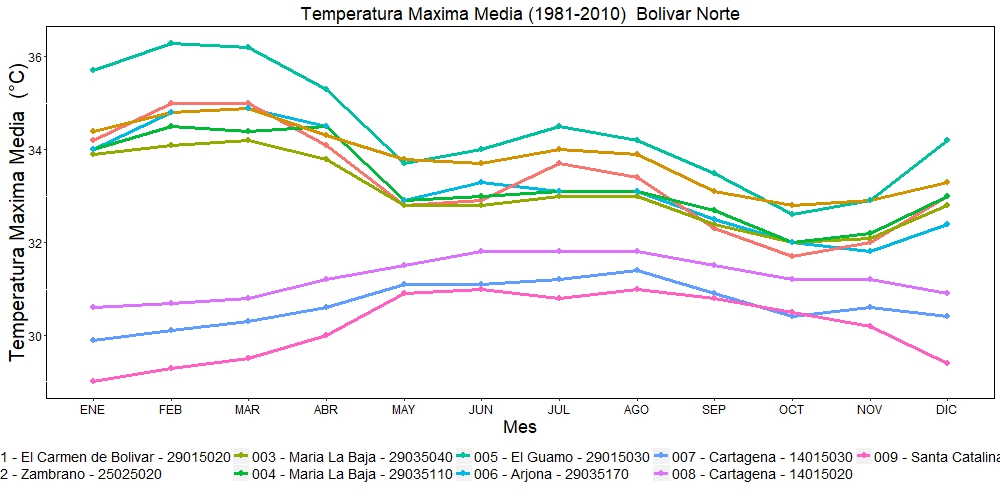 Temperatura Maxima Media (1981-2010) Bolivar Norte
Temperatura Maxima Media (°C)
36
34
32
30
ENE FEB MAR ABR MAY JUN JUL AGO SEP OCT NOV DIC
Mes
1 - El Carmen de Bolivar - 29015020 003 - Maria La Baja - 29035040 005 - El Guamo - 29015030 007 - Cartagena - 14015030 009 - Santa Catalina
2 - Zambrano - 25025020 004 - Maria La Baja - 29035110 006 - Arjona - 29035170 008 - Cartagena - 14015020